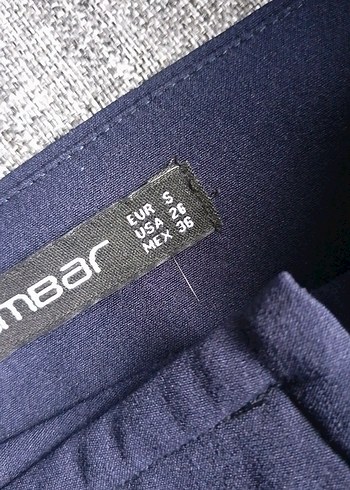 mBar
EUR S
USA 26
MEX 36